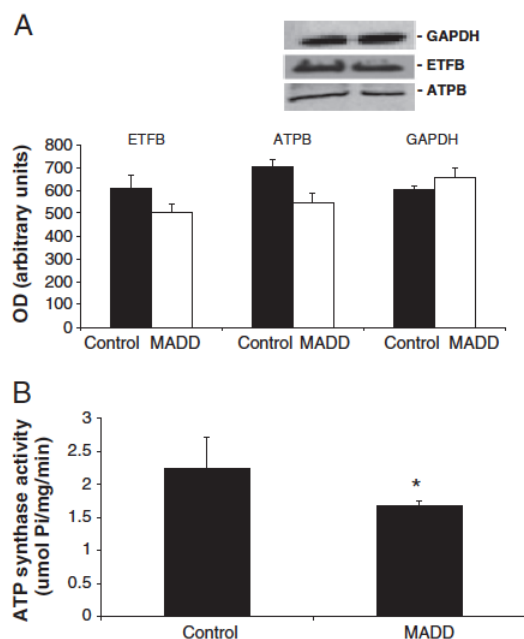 A
- GAPDH
- ETFB
- ATPB
ETFB ATPB GAPDH
OD (arbitrary units)
800
700
600
500
400
300
200
100
0
Control MADD Control MADD Control MADD
B
ATP synthase activity
(umol Pi/mg/min)
3
2.5
2
1.5
1
0.5
0
*
Control MADD